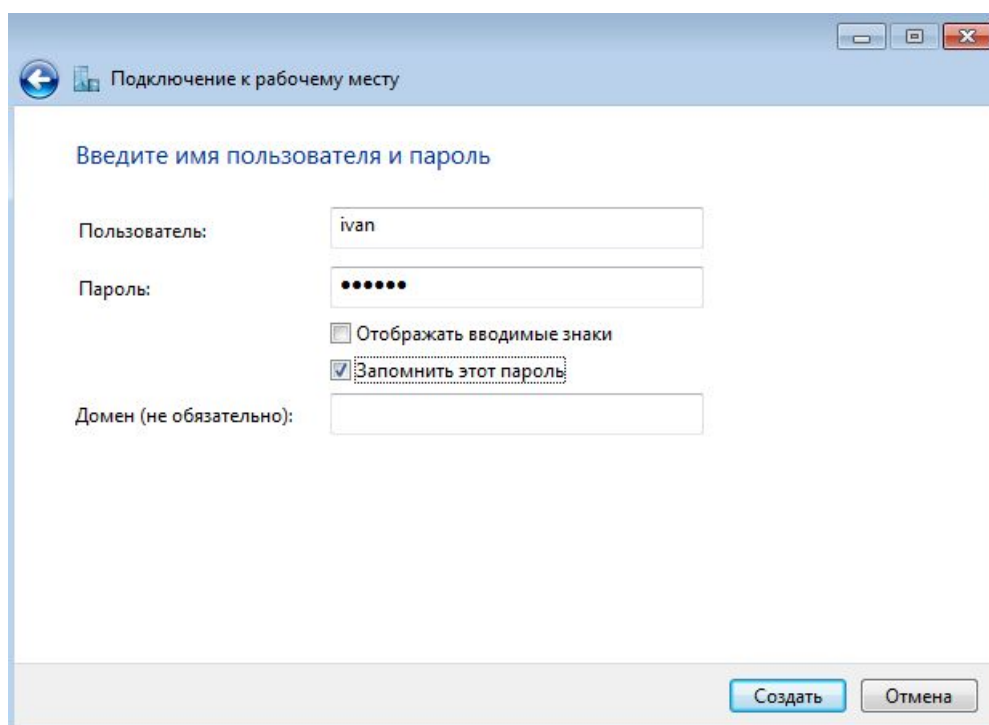 Подключение к рабочему месту
Введите имя пользователя и пароль
Пользователь: ivan
Пароль: ••••••
Отображать вводимые знаки
Запомнить этот пароль
Домен (не обязательно):
Создать Отмена